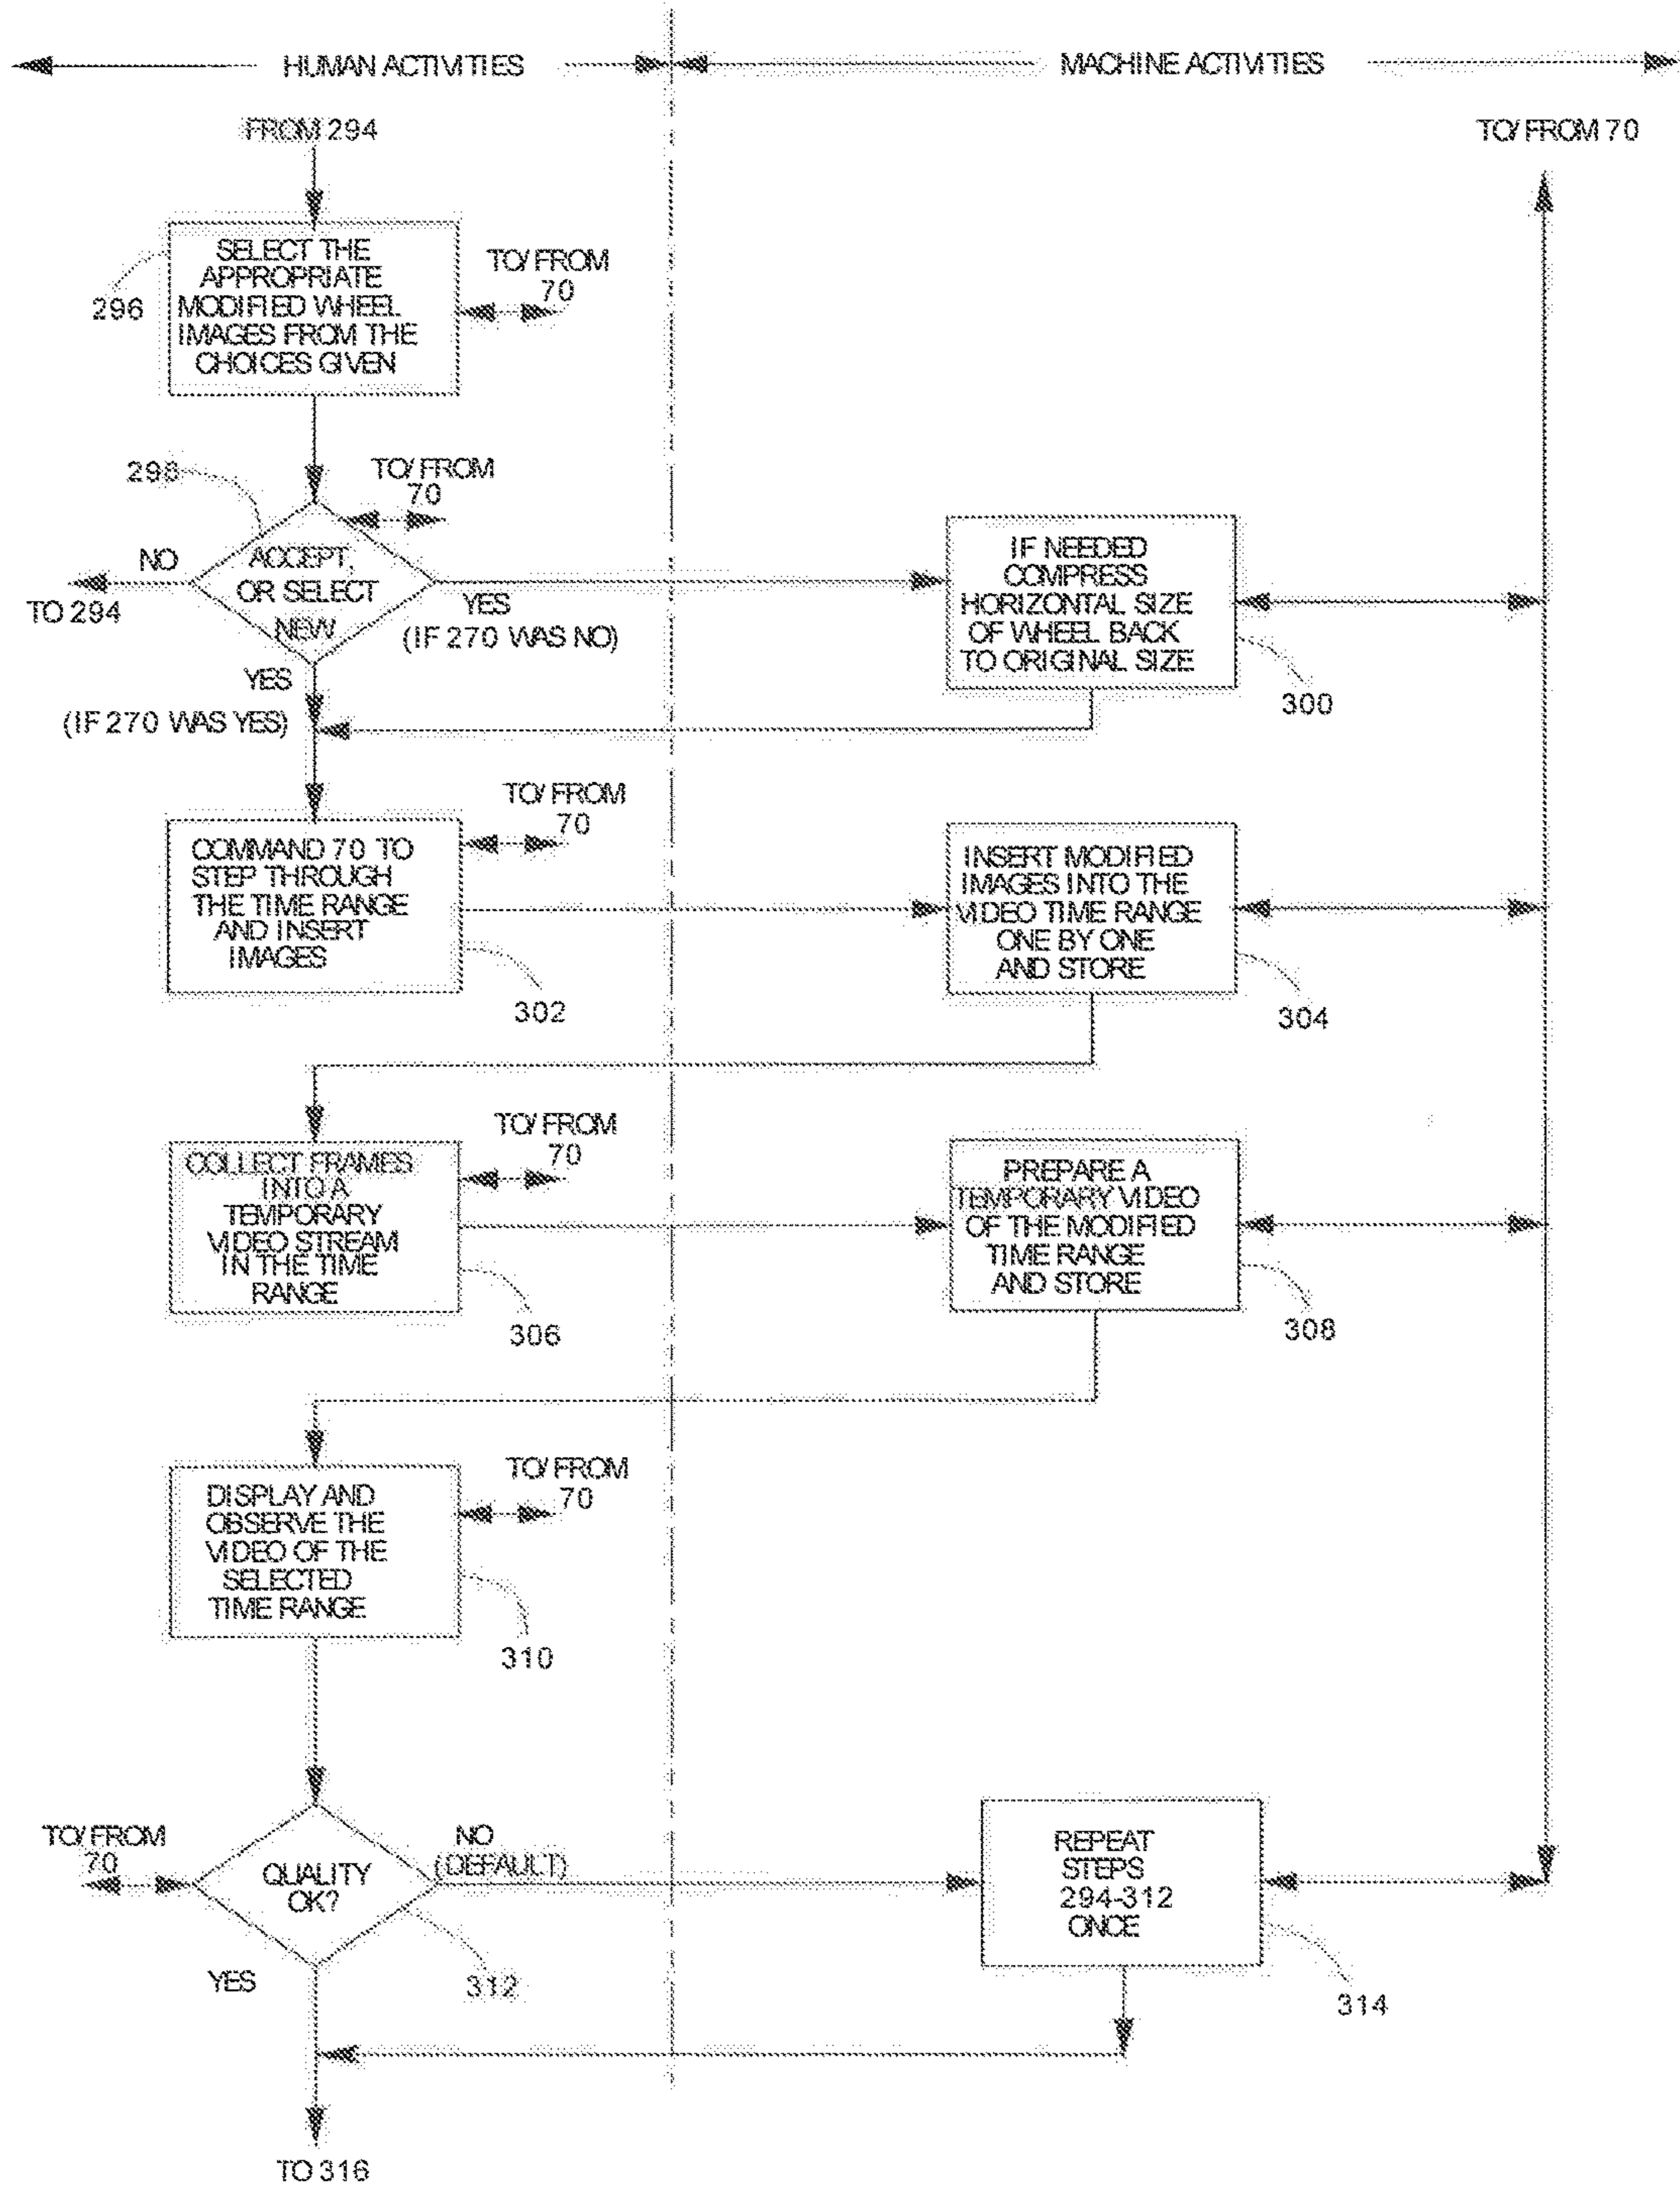 HUMAN ACTIVITIES
MACHINE ACTIVITIES
FROM 294
TO/ FROM 70
SELECT THE
APPROPRIATE
MODIFIED WHEEL
IMAGES FROM THE
CHOICES GIVEN
TO/ FROM
70
296
298
TO/ FROM
70
NO
TO 294
ACCEPT,
OR SELECT
NEW
YES
(IF 270 WAS NO)
IF NEEDED
COMPRESS
HORIZONTAL SIZE
OF WHEEL BACK
TO ORIGINAL SIZE
300
YES
(IF 270 WAS YES)
TO/ FROM
70
COMMAND 70 TO
STEP THROUGH
THE TIME RANGE
AND INSERT
IMAGES
302
INSERT MODIFIED
IMAGES INTO THE
VIDEO TIME RANGE
ONE BY ONE
AND STORE
304
TO/ FROM
70
COLLECT FRAMES
INTO A
TEMPORARY
VIDEO STREAM
IN THE TIME
RANGE
306
PREPARE A
TEMPORARY VIDEO
OF THE MODIFIED
TIME RANGE
AND STORE
308
TO/ FROM
70
DISPLAY AND
OBSERVE THE
VIDEO OF THE
SELECTED
TIME RANGE
310
TO/ FROM
70
QUALITY
OK?
NO
(DEFAULT)
312
YES
REPEAT
STEPS
294-312
ONCE
314
TO 316